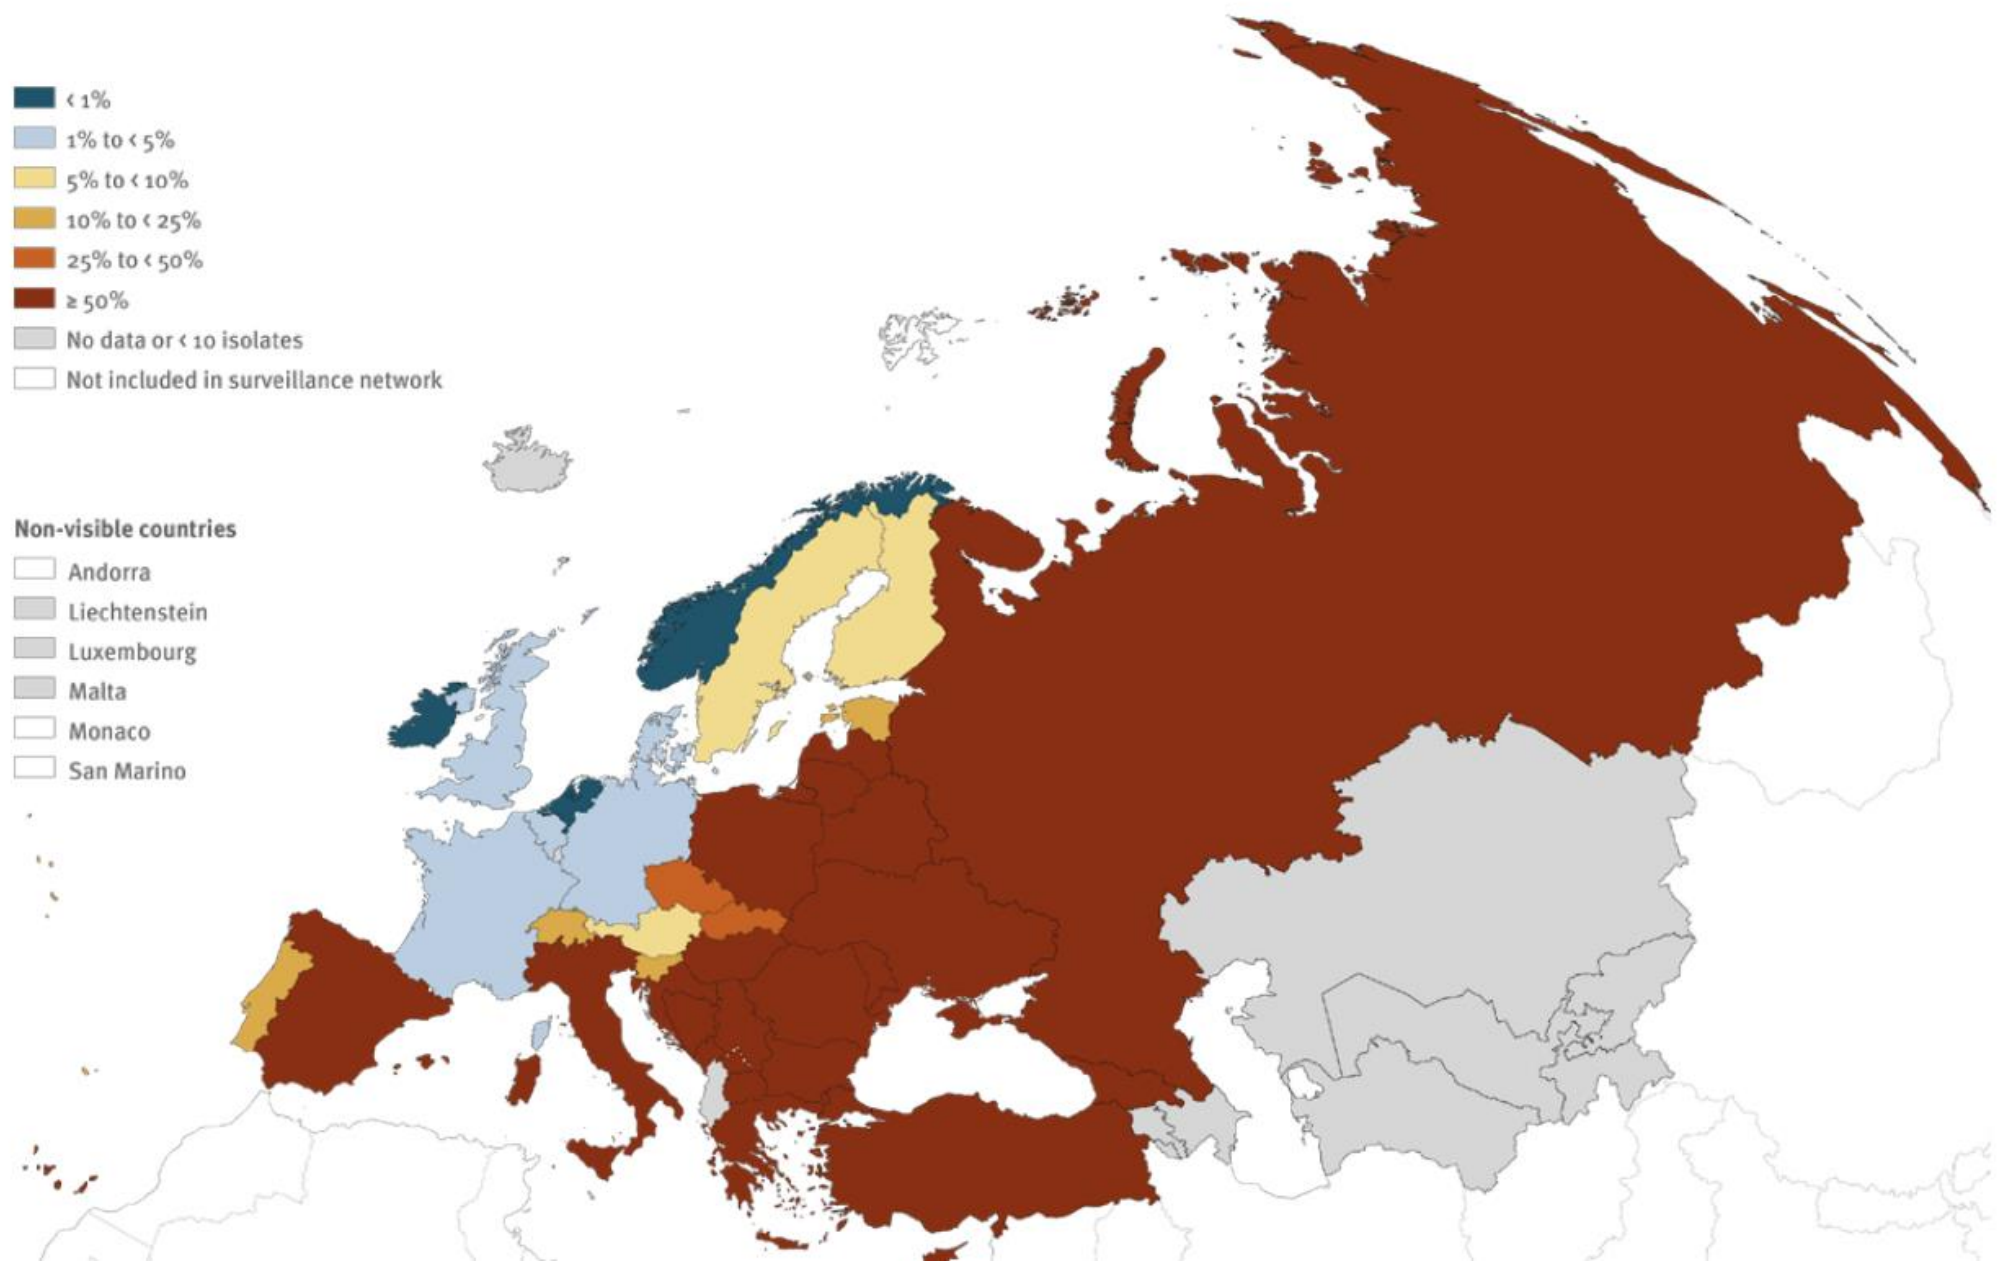 < 1%
1% to < 5%
5% to < 10%
10% to < 25%
25% to < 50%
≥ 50%
No data or < 10 isolates
Not included in surveillance network
Non-visible countries
Andorra
Liechtenstein
Luxembourg
Malta
Monaco
San Marino